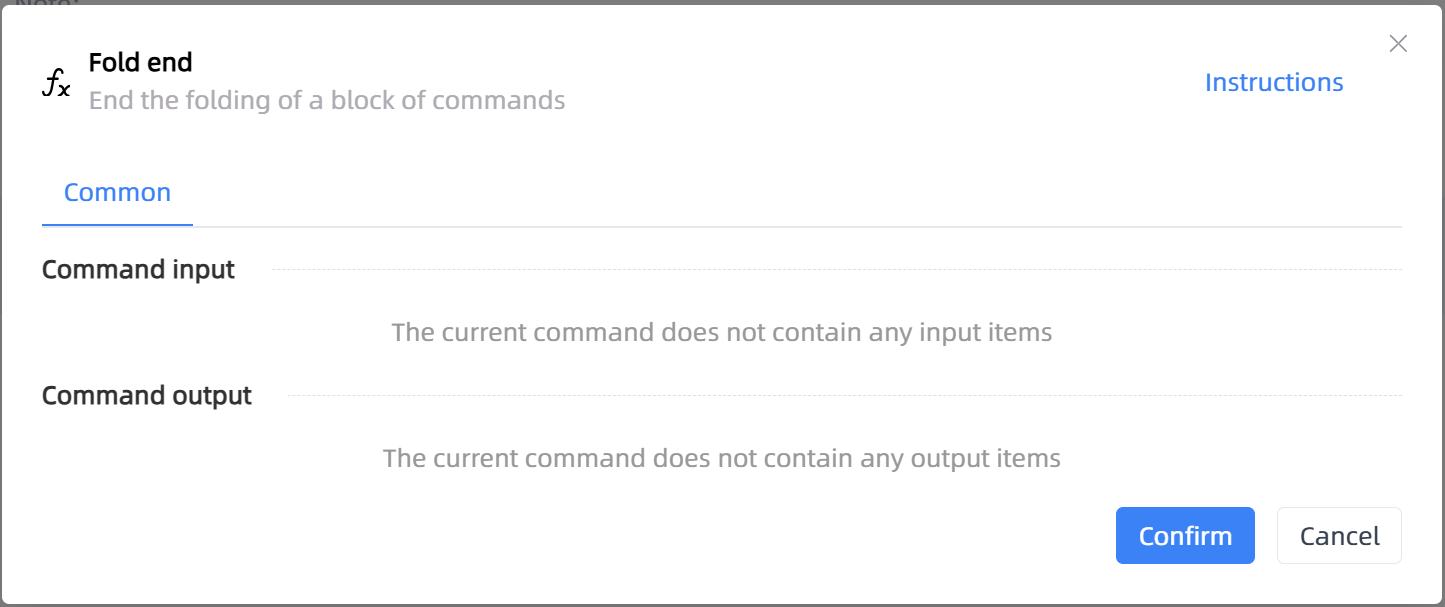 Note:
Fold end
End the folding of a block of commands
Instructions
Common
Command input
The current command does not contain any input items
Command output
The current command does not contain any output items
Confirm
Cancel